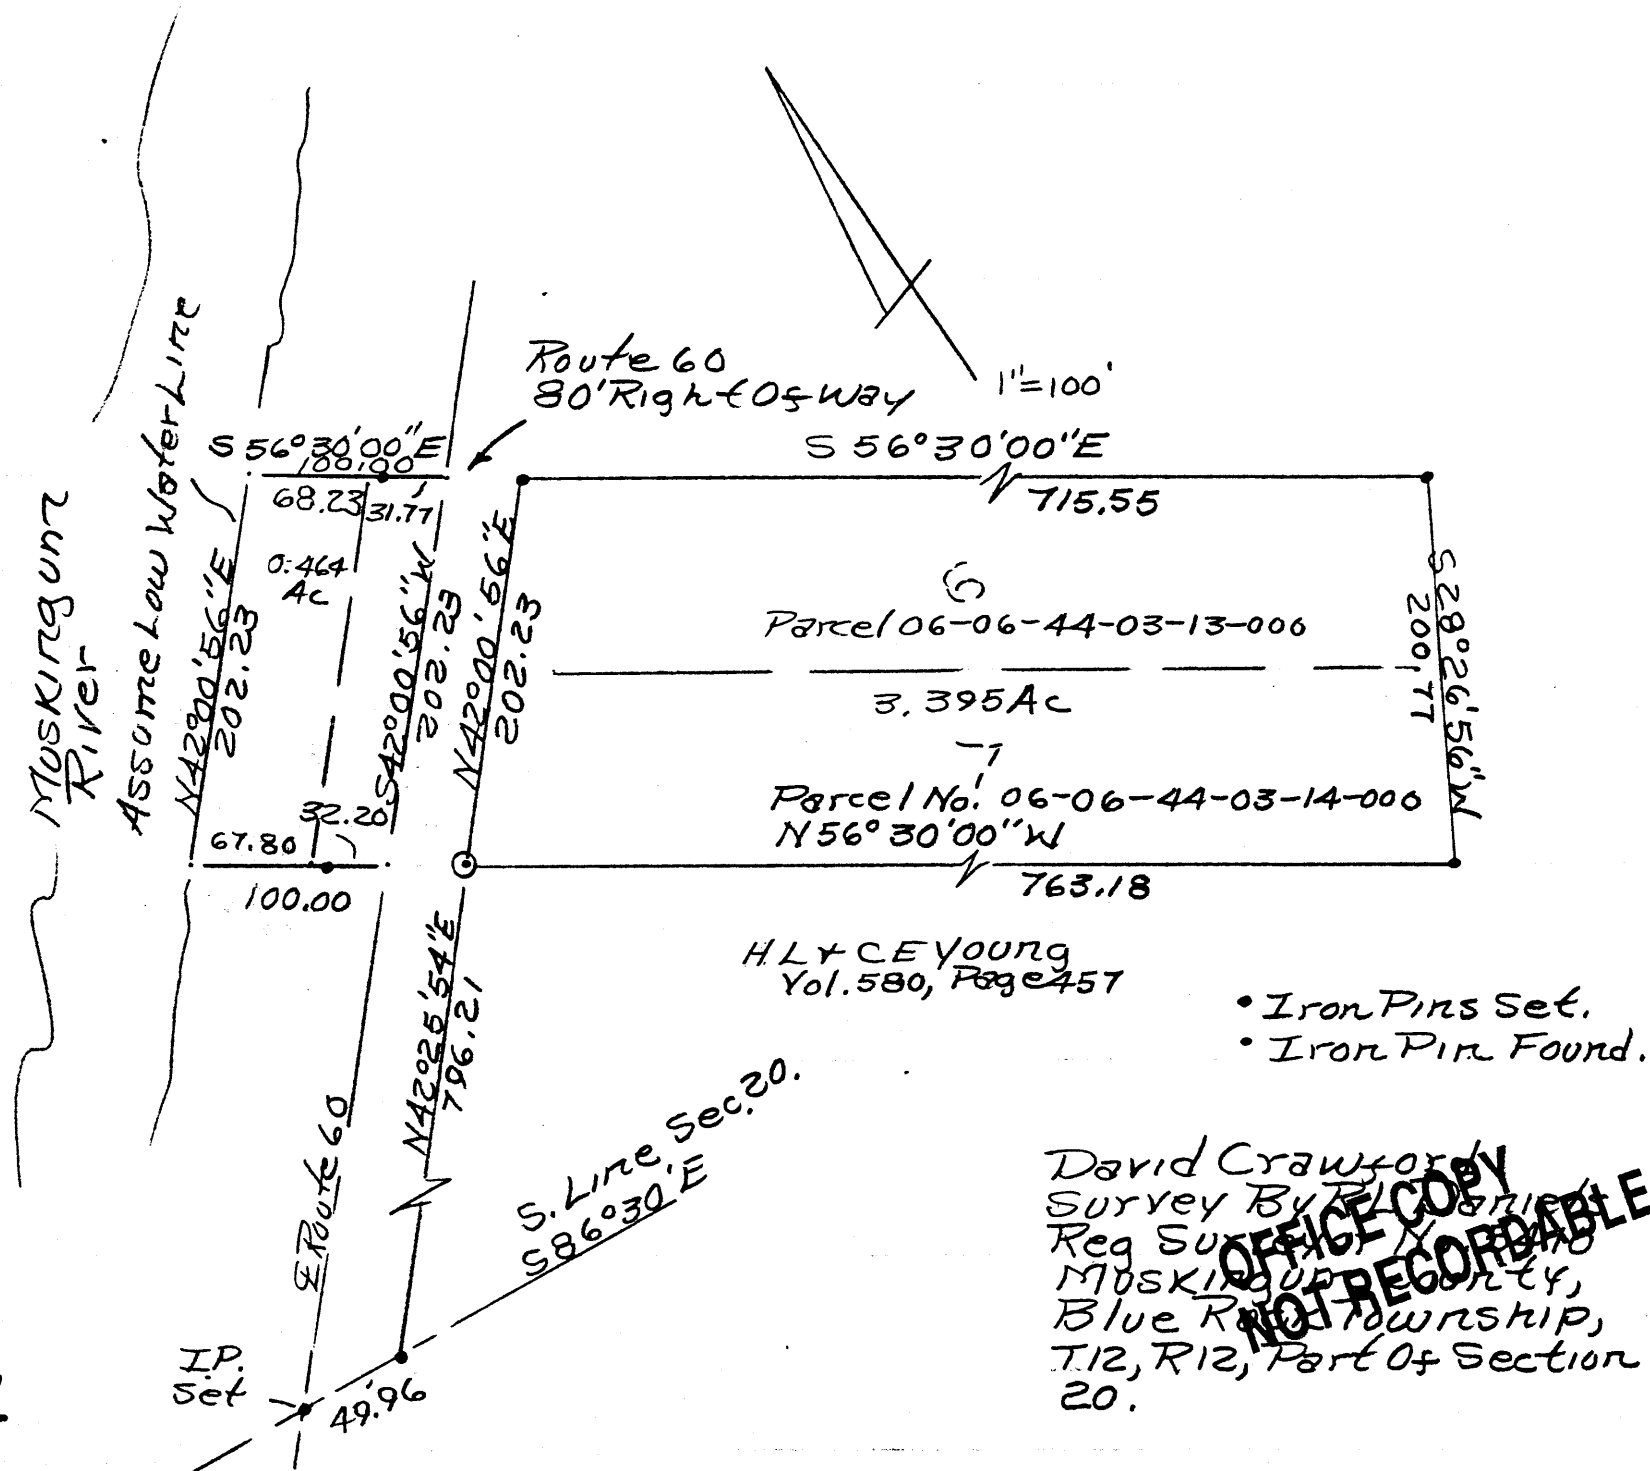 Muskingum
River
Assume Low Water Line
Route 60
80' Right Of Way
1"=100'
S 56°30'00"E
100.00
68.23
31.77
0.464
Ac
N42°00'56"E
202.23
S42°00'56"W
202.23
N42°00'56"E
202.23
67.80
32.20
100.00
S 56°30'00"E
715.55
6
Parcel 06-06-44-03-13-000
3.395Ac
7
Parcel No. 06-06-44-03-14-000
N56°30'00"W
763.18
S28°26'56"W
200.77
H L & C E Young
Vol. 580, Page 457
• Iron Pins Set.
• Iron Pin Found.
N42°25'54"E
796.21
S. Line Sec. 20.
S86°30'E
℄ Route 60
I.P.
Set
49.96
David Crawford
Survey By R.L.
Reg
Muskingum County,
Blue Rock Township,
T12, R12, Part Of Section
20.
OFFICE COPY
NOT RECORDABLE